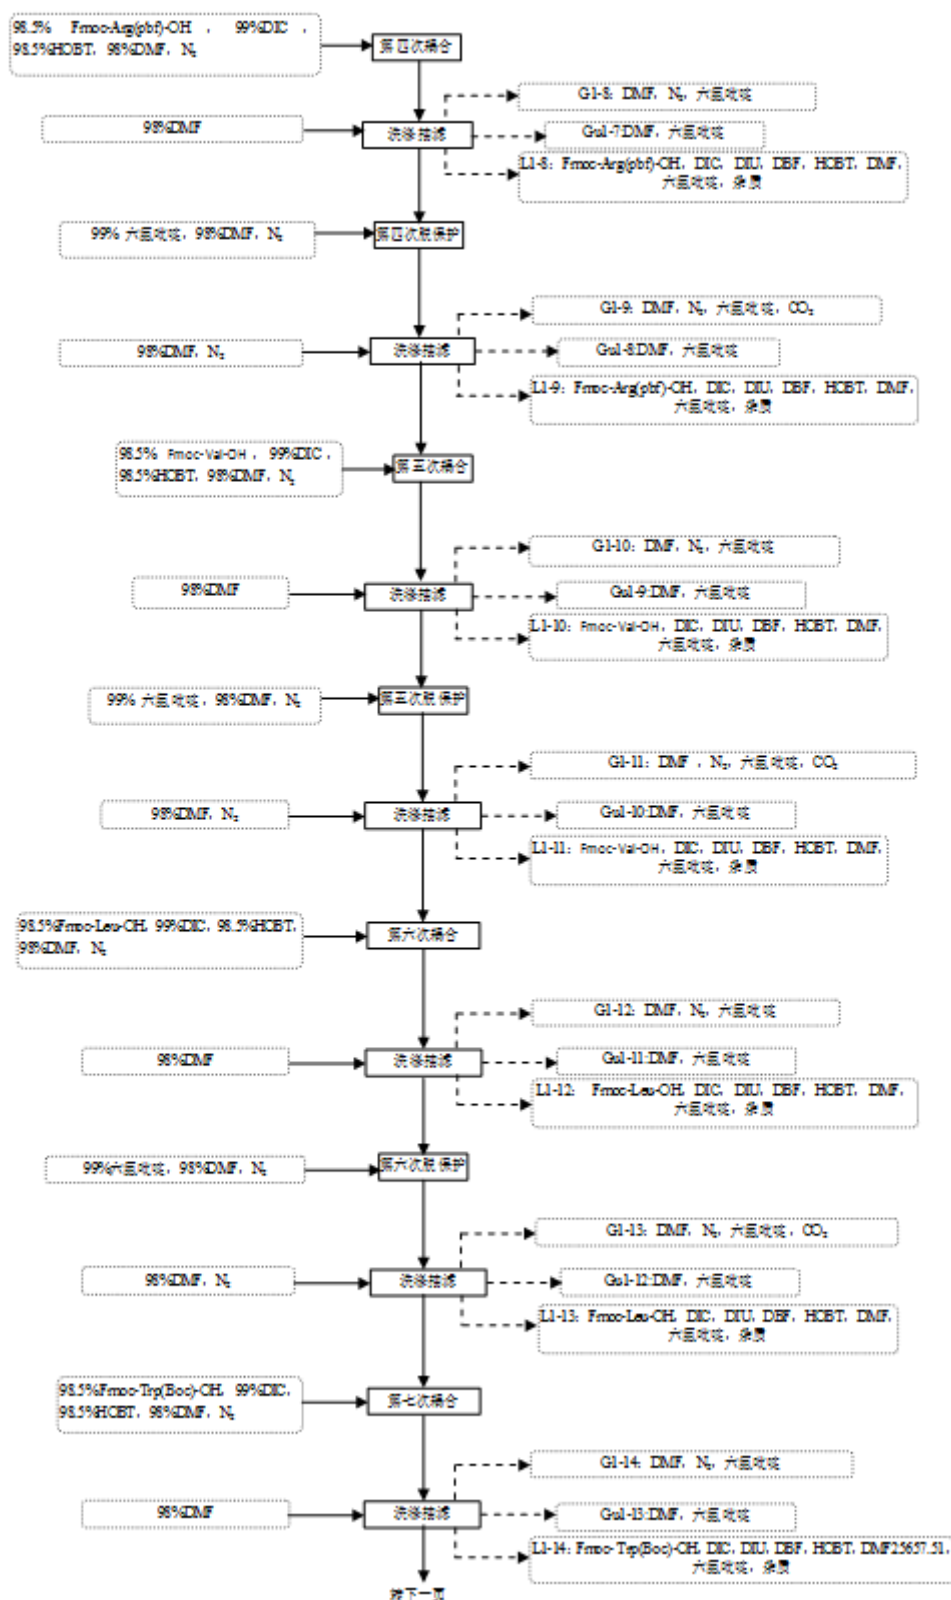 98.5% Fmoc-Arg(pbf)-OH ， 99%DIC，
98.5%HOBT，98%DMF，N₂
第四次耦合
G1-8：DMF，N₂，六氢吡啶
98%DMF
洗涤抽滤
Gu1-7:DMF，六氢吡啶
L1-8：Fmoc-Arg(pbf)-OH，DIC，DIU，DBF，HOBT，DMF，
六氢吡啶，杂质
99%六氢吡啶，98%DMF，N₂
第四次脱保护
G1-9：DMF，N₂，六氢吡啶，CO₂
98%DMF，N₂
洗涤抽滤
Gu1-8:DMF，六氢吡啶
L1-9：Fmoc-Arg(pbf)-OH，DIC，DIU，DBF，HOBT，DMF，
六氢吡啶，杂质
98.5% Fmoc-Val-OH，99%DIC，
98.5%HOBT，98%DMF，N₂
第五次耦合
G1-10：DMF，N₂，六氢吡啶
98%DMF
洗涤抽滤
Gu1-9:DMF，六氢吡啶
L1-10：Fmoc-Val-OH，DIC，DIU，DBF，HOBT，DMF，
六氢吡啶，杂质
99%六氢吡啶，98%DMF，N₂
第五次脱保护
G1-11：DMF ，N₂，六氢吡啶，CO₂
98%DMF，N₂
洗涤抽滤
Gu1-10:DMF，六氢吡啶
L1-11：Fmoc-Val-OH，DIC，DIU，DBF，HOBT，DMF，
六氢吡啶，杂质
98.5%Fmoc-Leu-OH，99%DIC，98.5%HOBT，
98%DMF，N₂
第六次耦合
G1-12：DMF，N₂，六氢吡啶
98%DMF
洗涤抽滤
Gu1-11:DMF，六氢吡啶
L1-12： Fmoc-Leu-OH，DIC，DIU，DBF，HOBT，DMF，
六氢吡啶，杂质
99%六氢吡啶，98%DMF，N₂
第六次脱保护
G1-13：DMF，N₂，六氢吡啶，CO₂
98%DMF，N₂
洗涤抽滤
Gu1-12:DMF，六氢吡啶
L1-13：Fmoc-Leu-OH，DIC，DIU，DBF，HOBT，DMF，
六氢吡啶，杂质
98.5%Fmoc-Trp(Boc)-OH，99%DIC，
98.5%HOBT，98%DMF，N₂
第七次耦合
G1-14：DMF，N₂，六氢吡啶
98%DMF
洗涤抽滤
Gu1-13:DMF，六氢吡啶
L1-14：Fmoc-Trp(Boc)-OH，DIC，DIU，DBF，HOBT，DMF25657.51，
六氢吡啶，杂质
转下一页